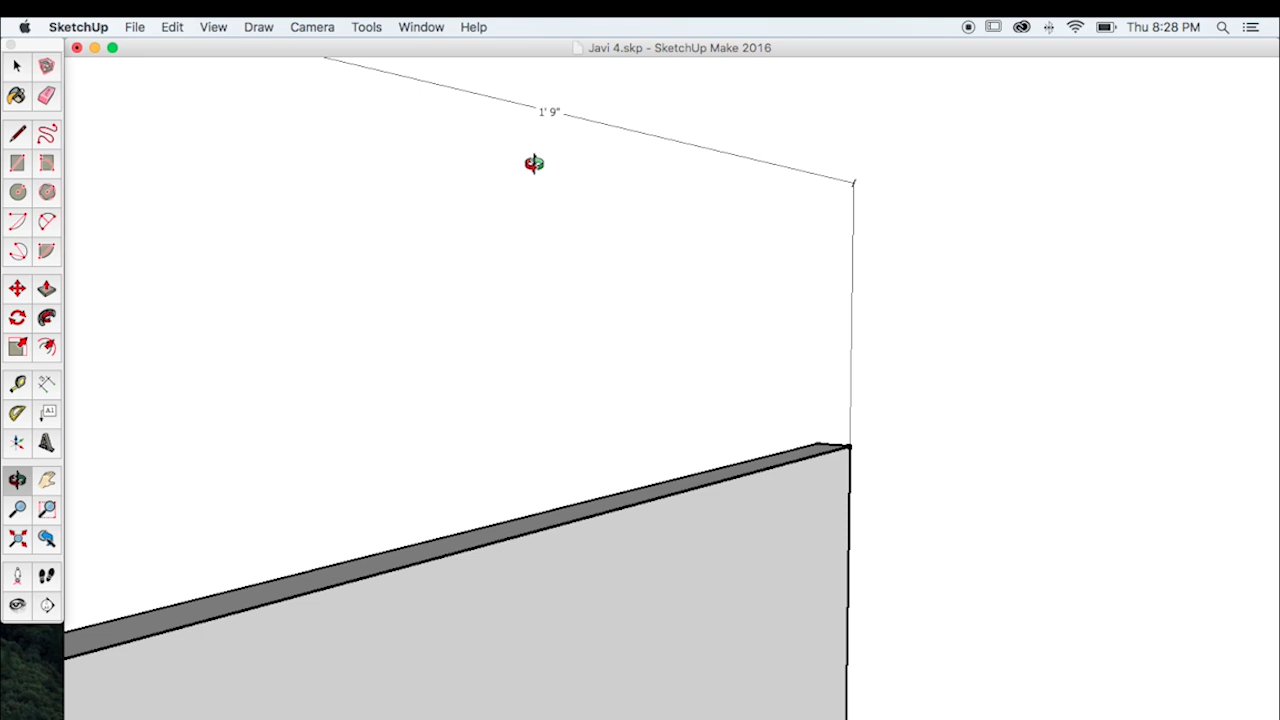 SketchUp File Edit View Draw Camera Tools Window Help Thu 8:28 PM
Javi 4.skp - SketchUp Make 2016
1' 9"
A1